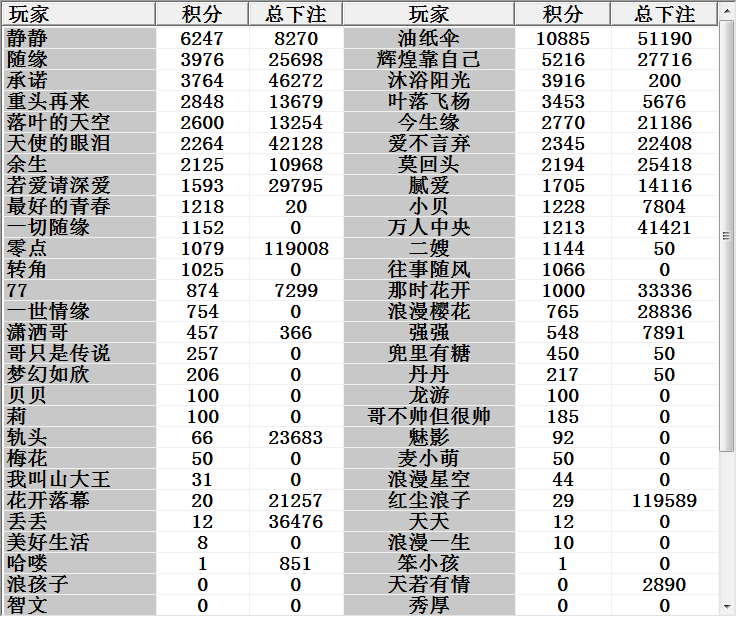 玩家 积分 总下注 玩家 积分 总下注
静静 6247 8270 油纸伞 10885 51190
随缘 3976 25698 辉煌靠自己 5216 27716
承诺 3764 46272 沐浴阳光 3916 200
重头再来 2848 13679 叶落飞杨 3453 5676
落叶的天空 2600 13254 今生缘 2770 21186
天使的眼泪 2264 42128 爱不言弃 2345 22408
余生 2125 10968 莫回头 2194 25418
若爱请深爱 1593 29795 腻爱 1705 14116
最好的青春 1218 20 小贝 1228 7804
一切随缘 1152 0 万人中央 1213 41421
零点 1079 119008 二嫂 1144 50
转角 1025 0 往事随风 1066 0
77 874 7299 那时花开 1000 33336
一世情缘 754 0 浪漫樱花 765 28836
潇洒哥 457 366 强强 548 7891
哥只是传说 257 0 兜里有糖 450 50
梦幻如欣 206 0 丹丹 217 50
贝贝 100 0 龙游 100 0
莉 100 0 哥不帅但很帅 185 0
轨头 66 23683 魅影 92 0
梅花 50 0 麦小萌 50 0
我叫山大王 31 0 浪漫星空 44 0
花开落幕 20 21257 红尘浪子 29 119589
丢丢 12 36476 天天 12 0
美好生活 8 0 浪漫一生 10 0
哈喽 1 851 笨小孩 1 0
浪孩子 0 0 天若有情 0 2890
智文 0 0 秀厚 0 0